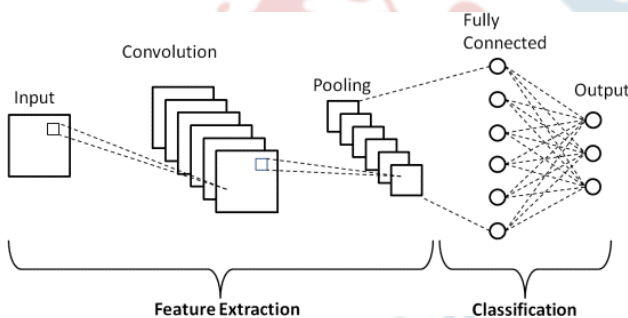 Fully
Connected
Convolution
Pooling
Input
Output
Feature Extraction
Classification